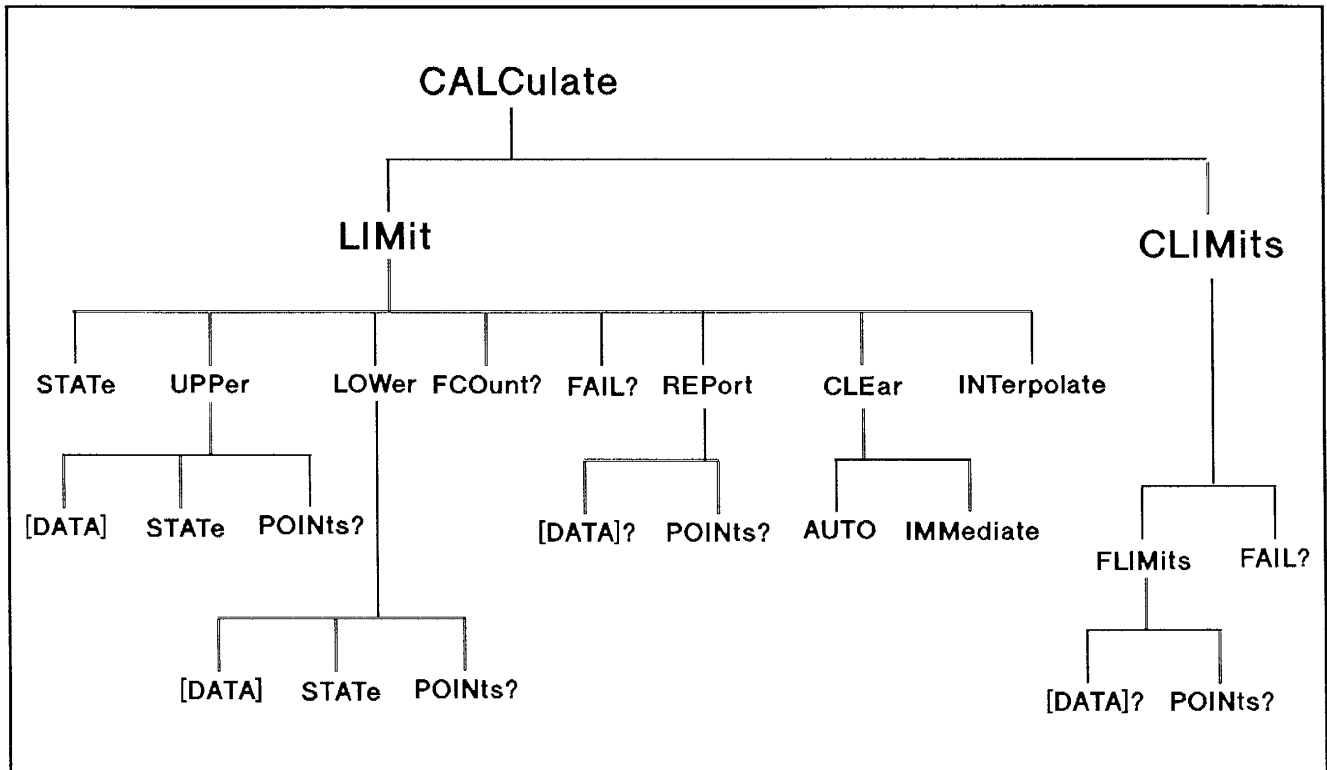 CALCulate
LIMit
CLIMits
STATe UPPer LOWer FCOunt? FAIL? REPort CLEar INTerpolate
[DATA] STATe POINts? [DATA]? POINts? AUTO IMMediate
FLIMits FAIL?
[DATA] STATe POINts?
[DATA]? POINts?